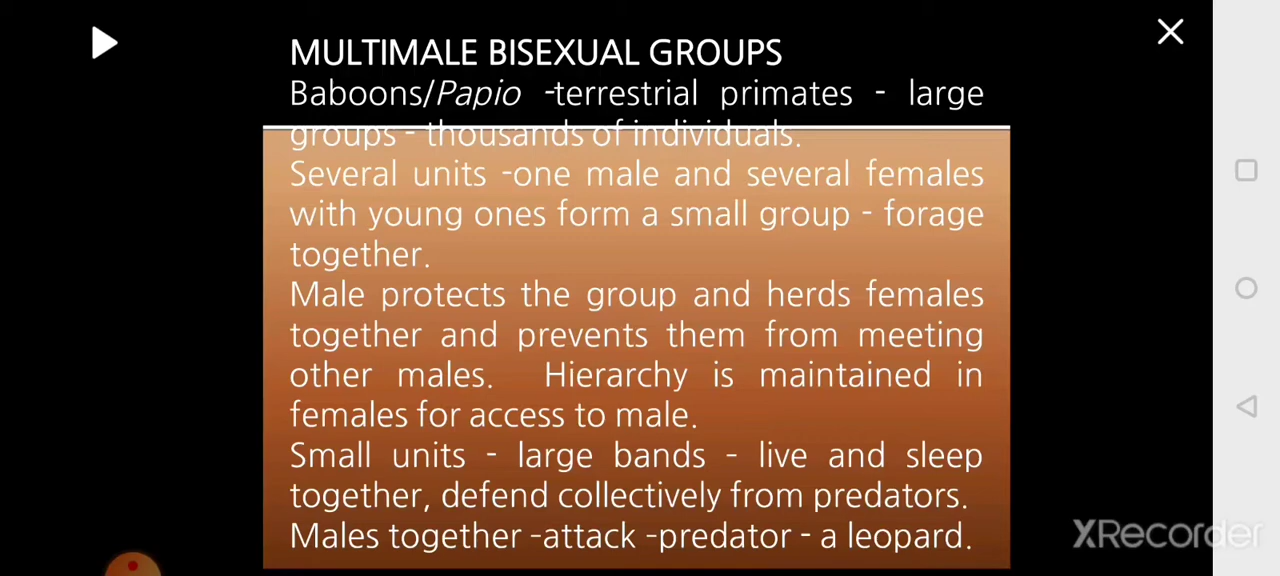 MULTIMALE BISEXUAL GROUPS
Baboons/Papio -terrestrial primates - large
groups - thousands of individuals.
Several units -one male and several females
with young ones form a small group - forage
together.
Male protects the group and herds females
together and prevents them from meeting
other males. Hierarchy is maintained in
females for access to male.
Small units - large bands - live and sleep
together, defend collectively from predators.
Males together -attack -predator - a leopard.
XRecorder